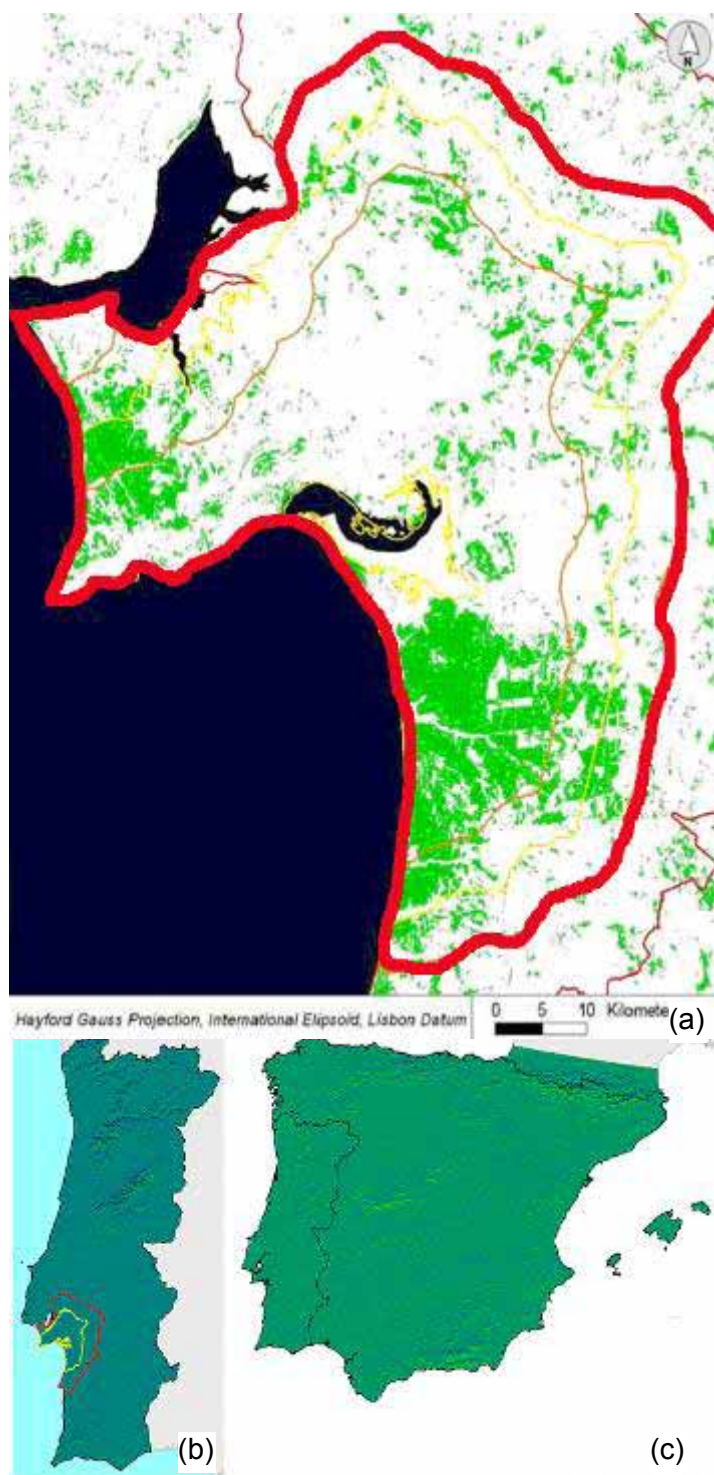 N
Hayford Gauss Projection, International Elipsoid, Lisbon Datum
0 5 10 Kilomete
(a)
(b)
(c)